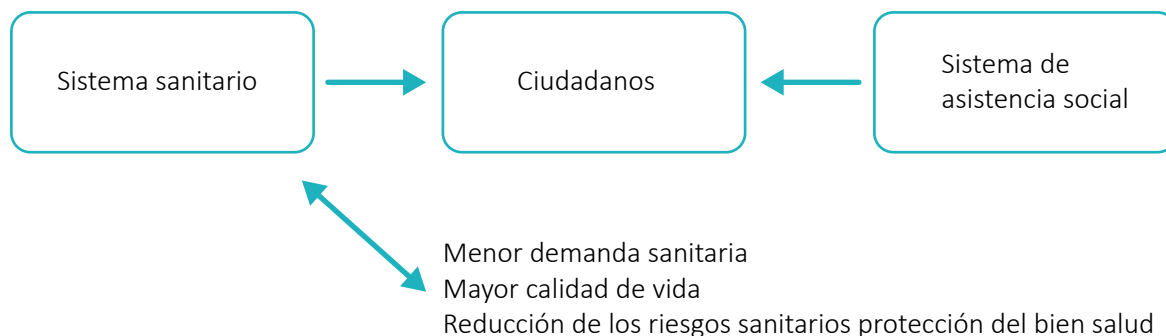 Sistema sanitario
Ciudadanos
Sistema de
asistencia social
Menor demanda sanitaria
Mayor calidad de vida
Reducción de los riesgos sanitarios protección del bien salud